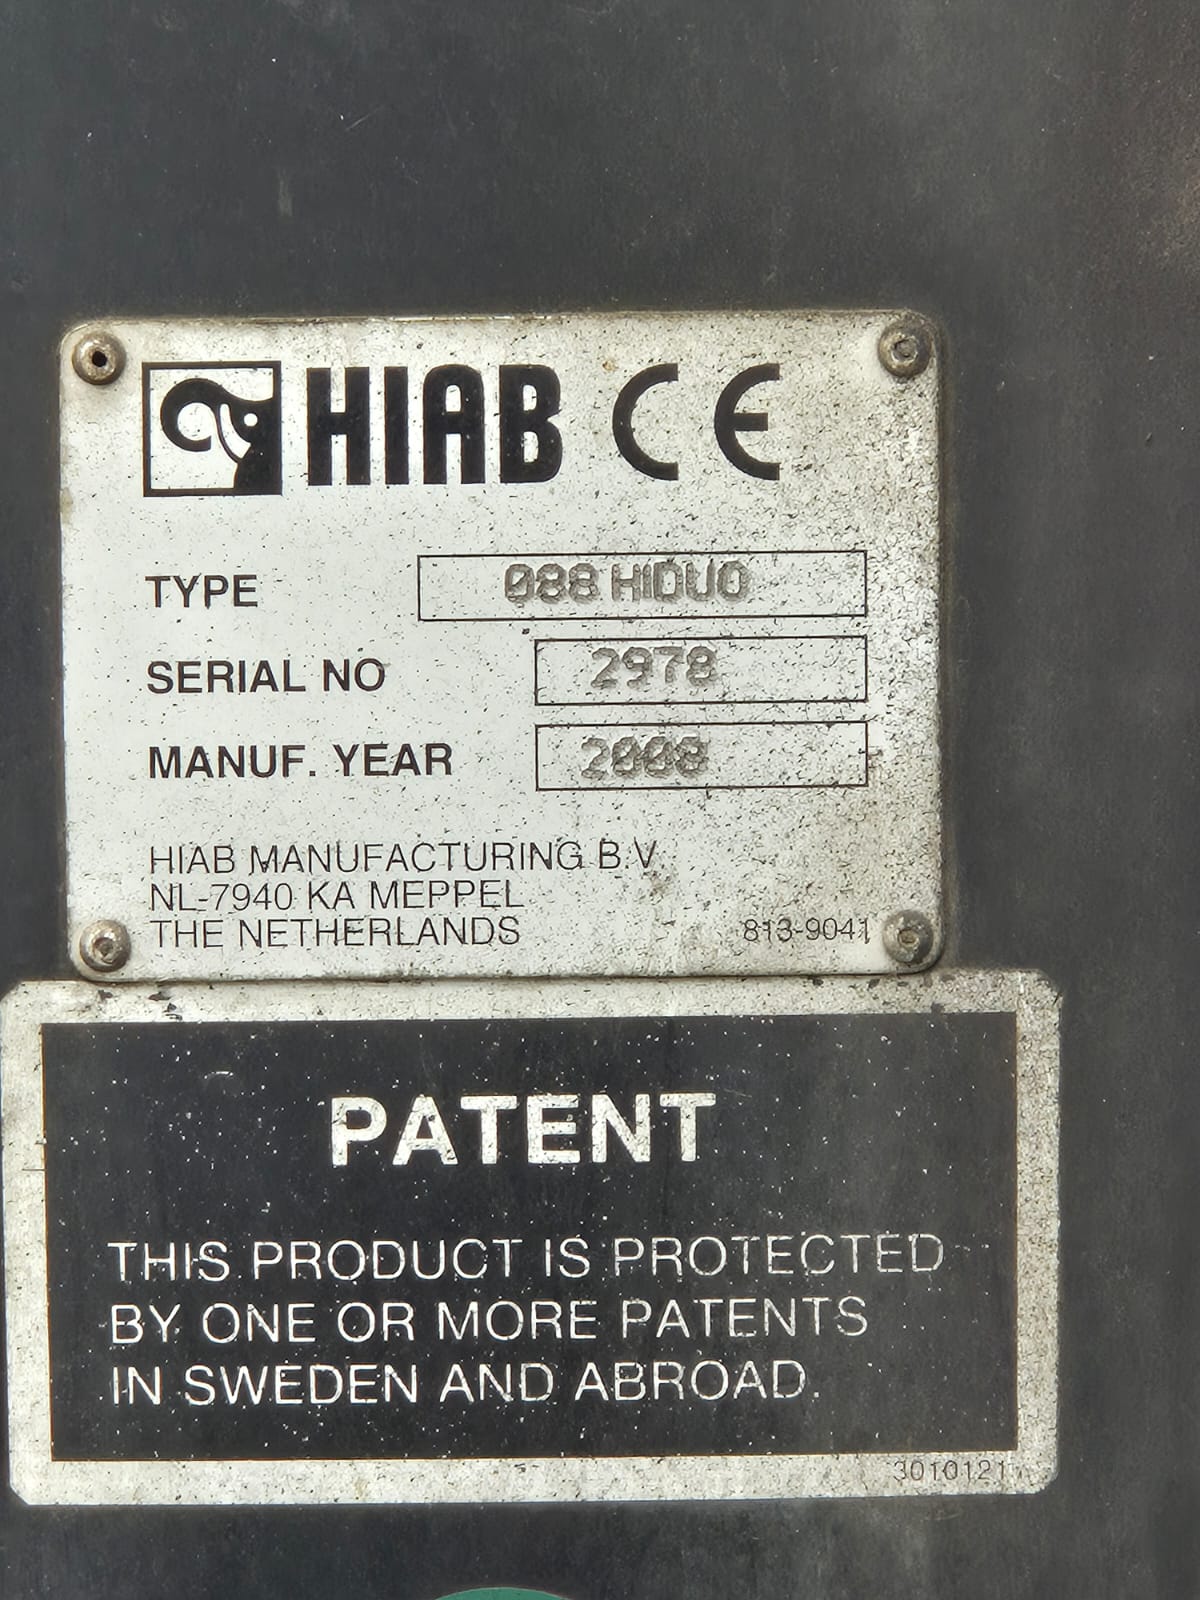 HIAB CE
TYPE 088 HIDUO
SERIAL NO 2978
MANUF. YEAR 2008
HIAB MANUFACTURING B.V.
NL-7940 KA MEPPEL
THE NETHERLANDS 813-9041
PATENT
THIS PRODUCT IS PROTECTED
BY ONE OR MORE PATENTS
IN SWEDEN AND ABROAD.
3010121